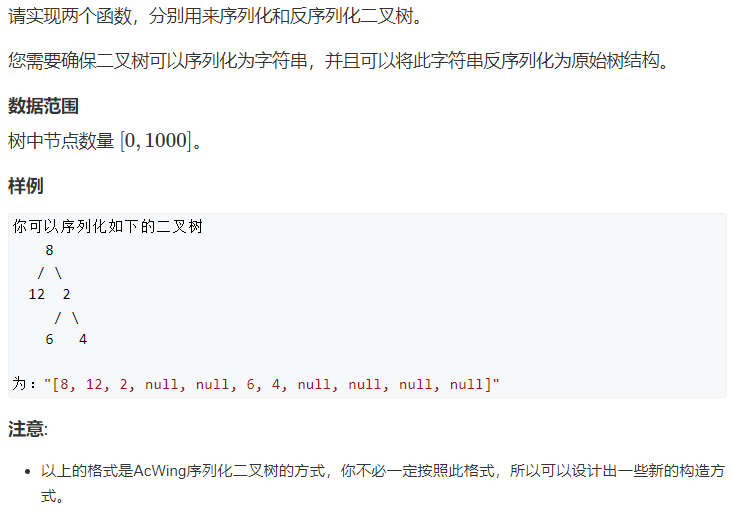 请实现两个函数，分别用来序列化和反序列化二叉树。
您需要确保二叉树可以序列化为字符串，并且可以将此字符串反序列化为原始树结构。
数据范围
树中节点数量 [0, 1000]。
样例
你可以序列化如下的二叉树
    8
   / \
  12  2
     / \
    6   4
为："[8, 12, 2, null, null, 6, 4, null, null, null, null]"
注意:
• 以上的格式是AcWing序列化二叉树的方式，你不必一定按照此格式，所以可以设计出一些新的构造方
式。